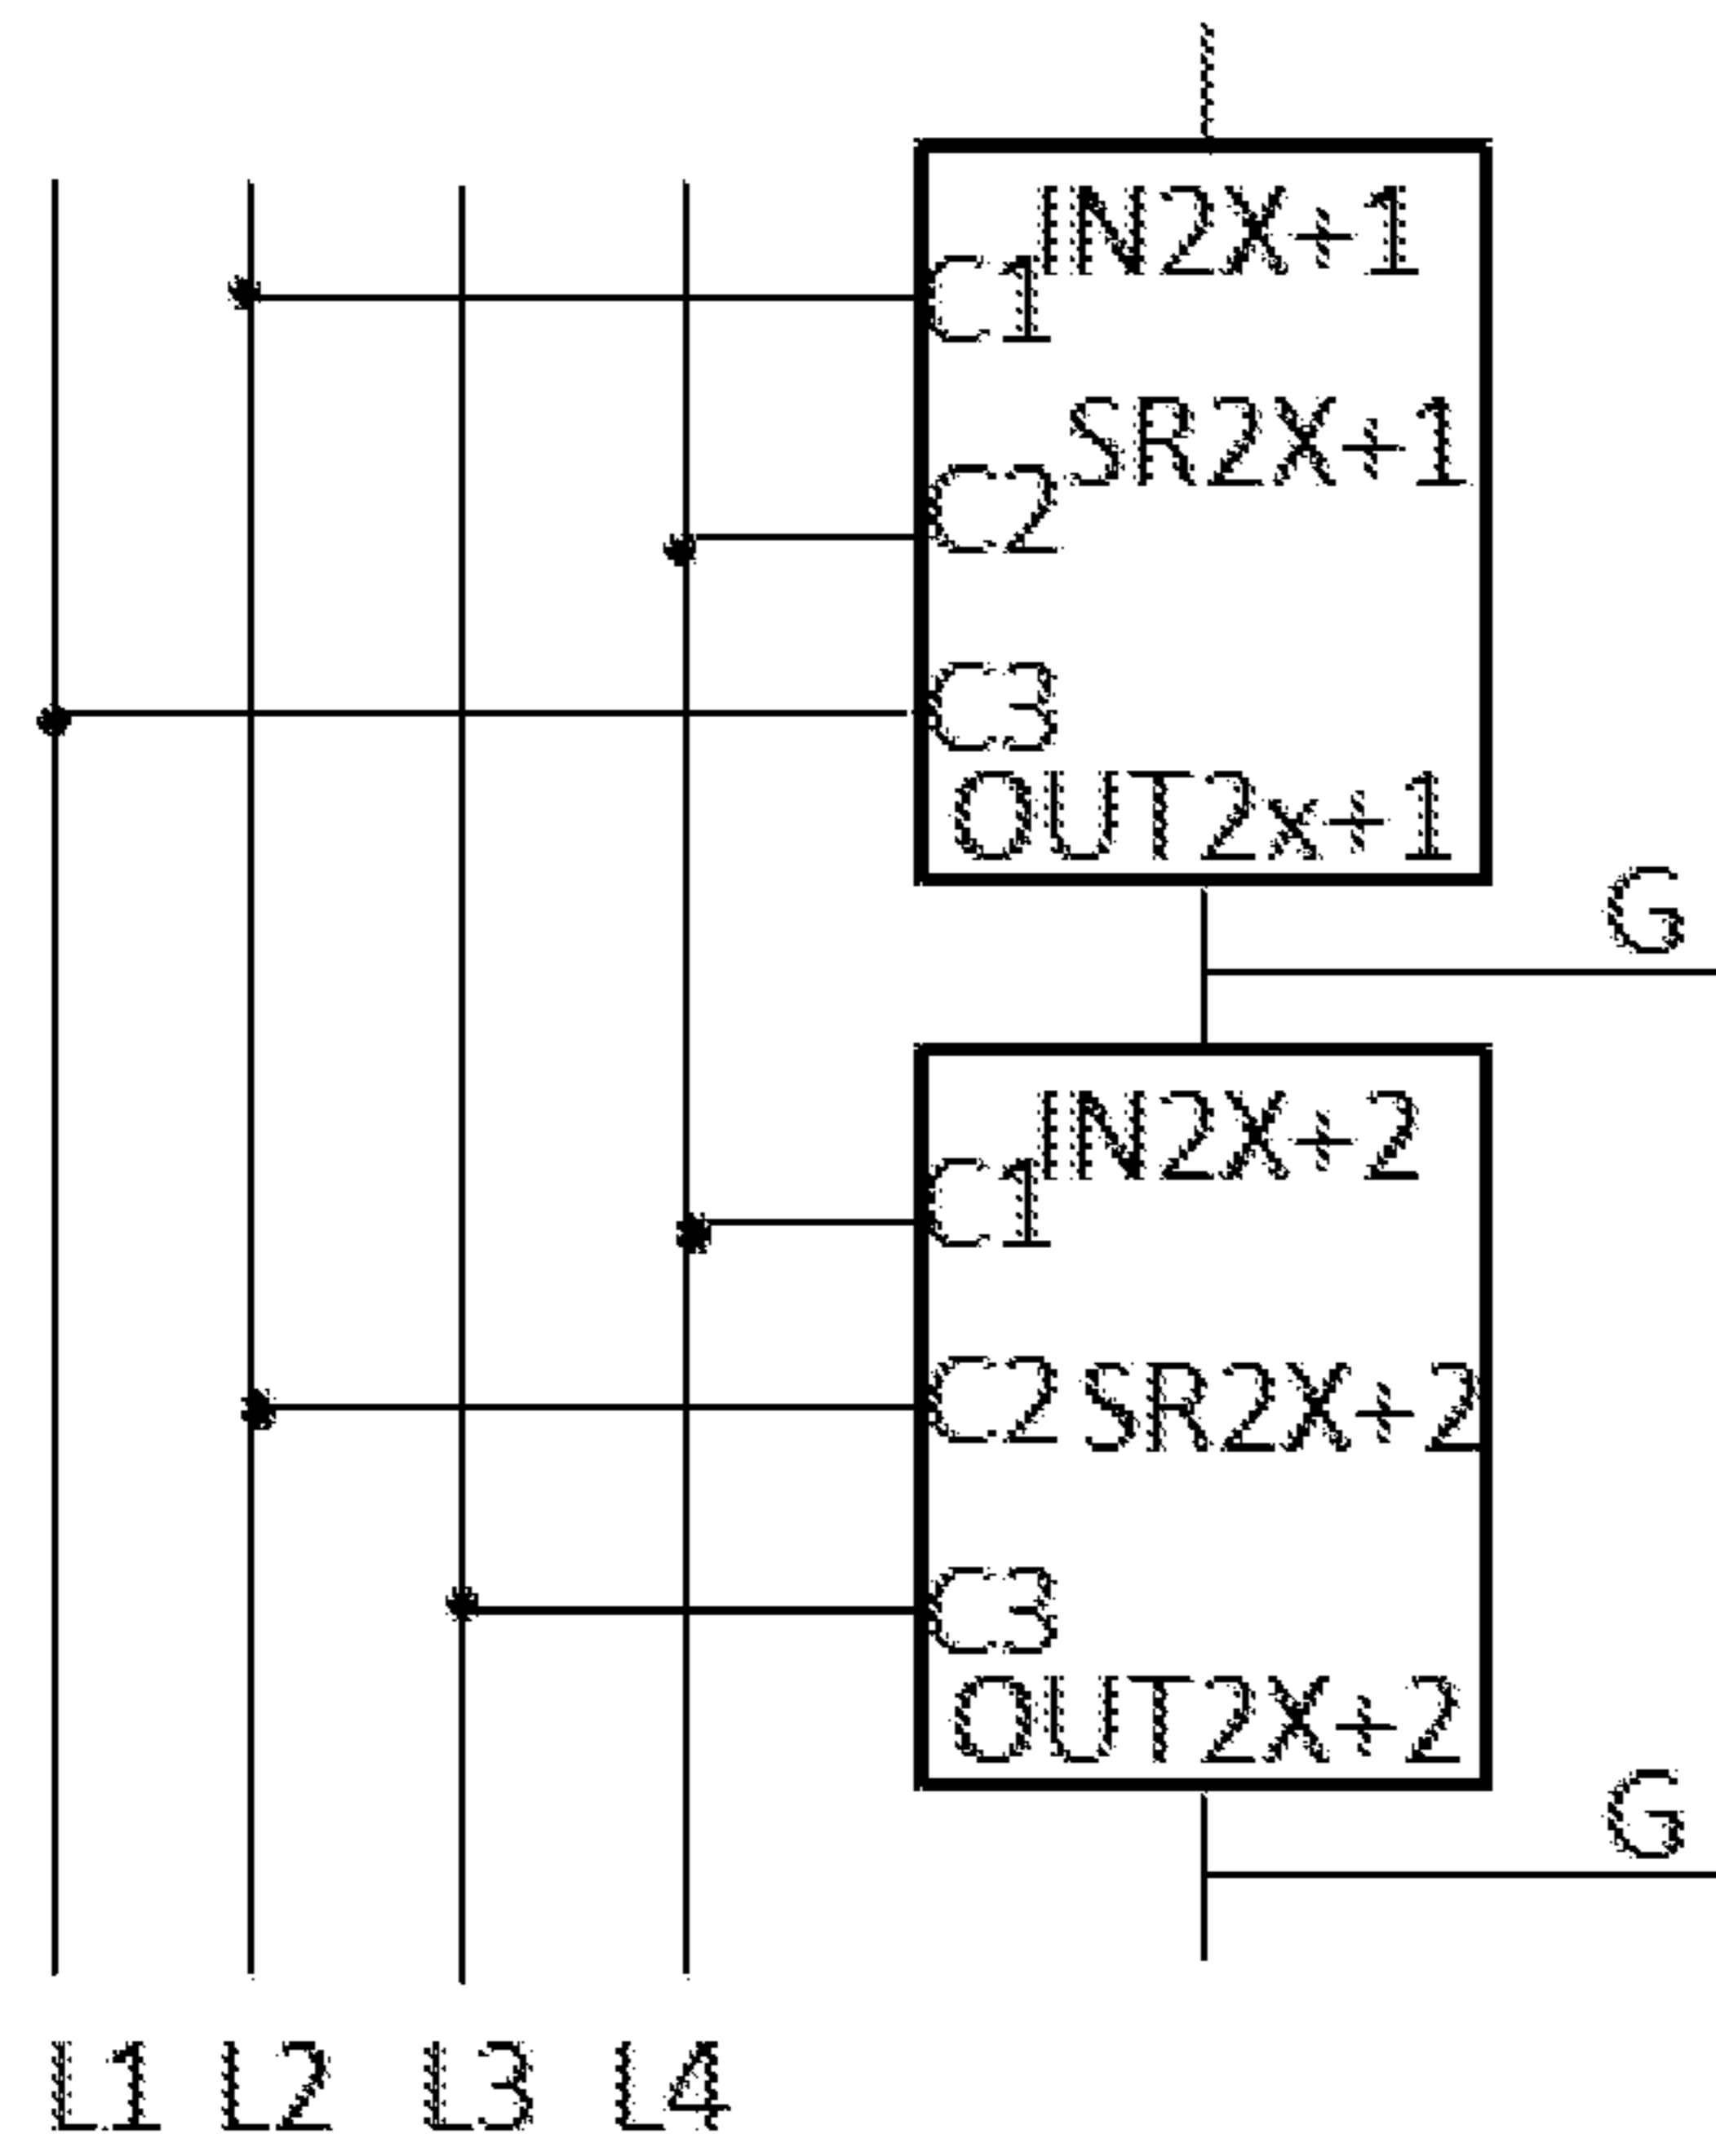 IN2X+1
C1
SR2X+1
C2
C3
OUT2x+1
G
IN2X+2
C1
C2 SR2X+2
C3
OUT2X+2
G
L1 L2 L3 L4